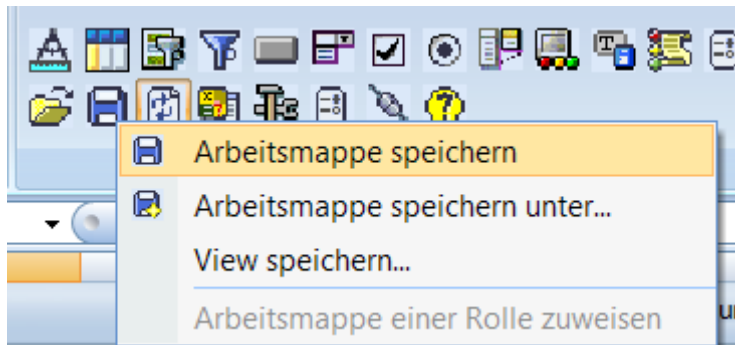 Arbeitsmappe speichern
Arbeitsmappe speichern unter...
View speichern...
Arbeitsmappe einer Rolle zuweisen